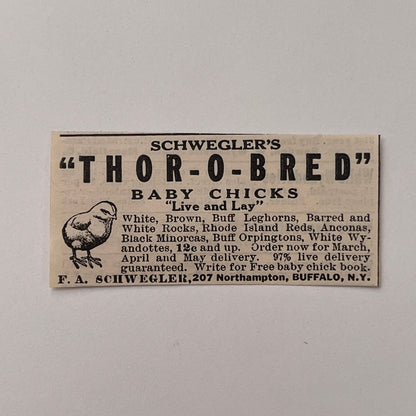 SCHWEGLER'S
"THOR-O-BRED"
BABY CHICKS
"Live and Lay"
White, Brown, Buff Leghorns, Barred and
White Rocks, Rhode Island Reds, Anconas,
Black Minorcas, Buff Orpingtons, White Wy-
andottes, 12c and up. Order now for March,
April and May delivery. 97% live delivery
guaranteed. Write for Free baby chick book.
F. A. SCHWEGLER, 207 Northampton, BUFFALO, N.Y.